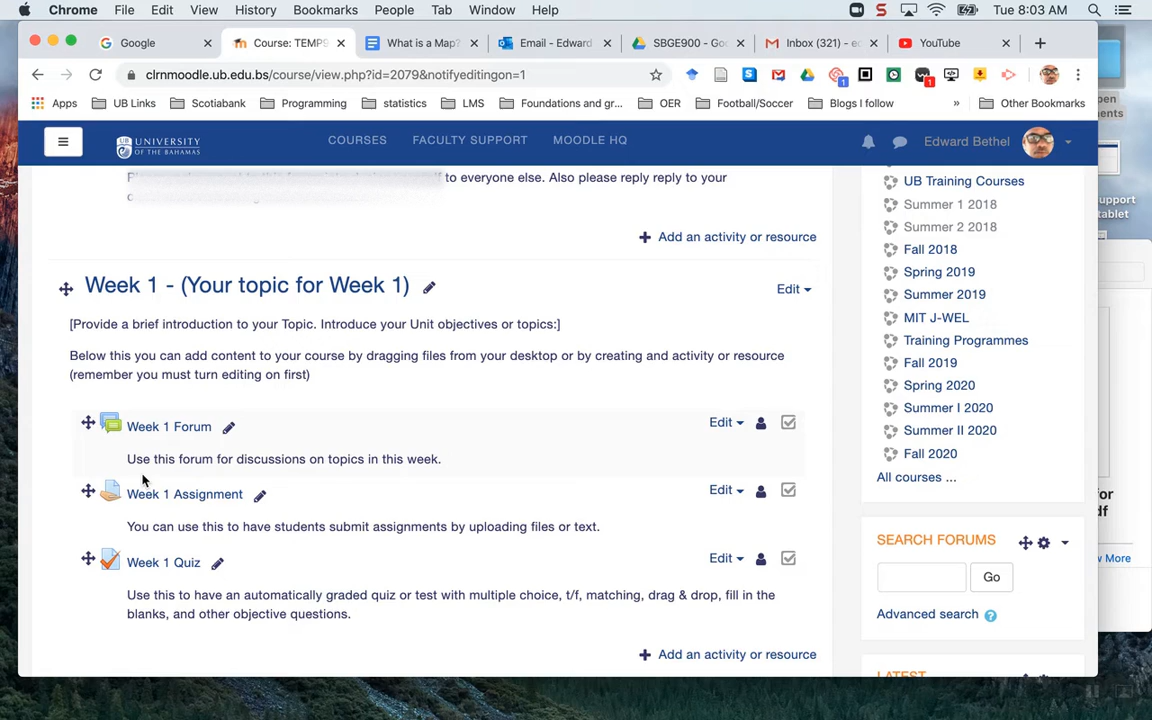 Chrome File Edit View History Bookmarks People Tab Window Help Tue 8:03 AM
Google Course: TEMP9 What is a Map? Email - Edward SBGE900 - Go Inbox (321) - e YouTube
clrnmoodle.ub.edu.bs/course/view.php?id=2079&notifyeditingon=1
Apps UB Links Scotiabank Programming statistics LMS Foundations and gr... OER Football/Soccer Blogs I follow » Other Bookmarks
UNIVERSITY
OF THE BAHAMAS
COURSES FACULTY SUPPORT MOODLE HQ Edward Bethel
to everyone else. Also please reply reply to your
Add an activity or resource
Week 1 - (Your topic for Week 1)
Edit
[Provide a brief introduction to your Topic. Introduce your Unit objectives or topics:]
Below this you can add content to your course by dragging files from your desktop or by creating and activity or resource
(remember you must turn editing on first)
Week 1 Forum
Edit
Use this forum for discussions on topics in this week.
Week 1 Assignment
Edit
You can use this to have students submit assignments by uploading files or text.
Week 1 Quiz
Edit
Use this to have an automatically graded quiz or test with multiple choice, t/f, matching, drag & drop, fill in the
blanks, and other objective questions.
Add an activity or resource
UB Training Courses
Summer 1 2018
Summer 2 2018
Fall 2018
Spring 2019
Summer 2019
MIT J-WEL
Training Programmes
Fall 2019
Spring 2020
Summer I 2020
Summer II 2020
Fall 2020
All courses ...
SEARCH FORUMS
Go
Advanced search
LATEST